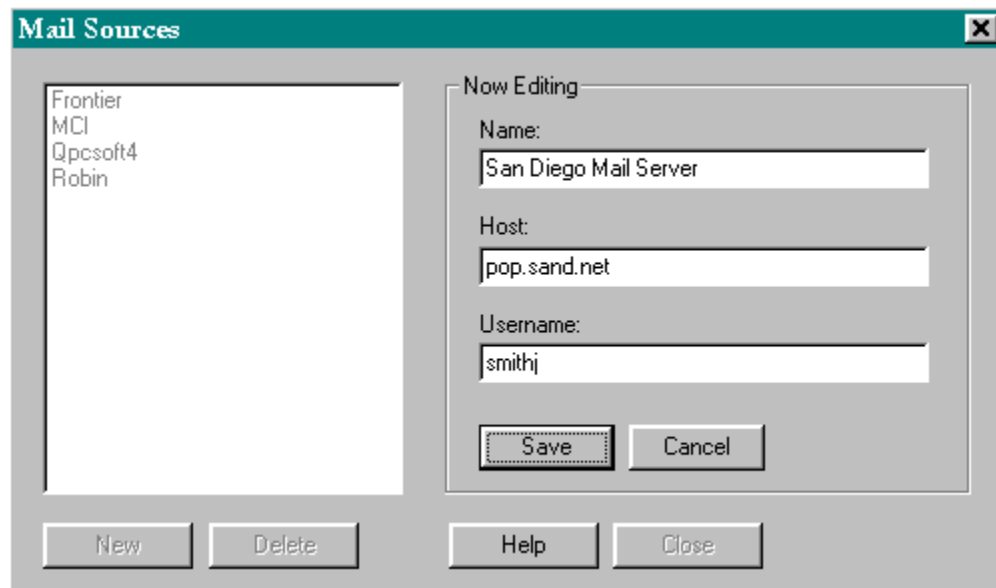 Mail Sources
Frontier
MCI
Qpcsoft4
Robin
Now Editing
Name:
San Diego Mail Server
Host:
pop.sand.net
Username:
smithj
Save
Cancel
New
Delete
Help
Close